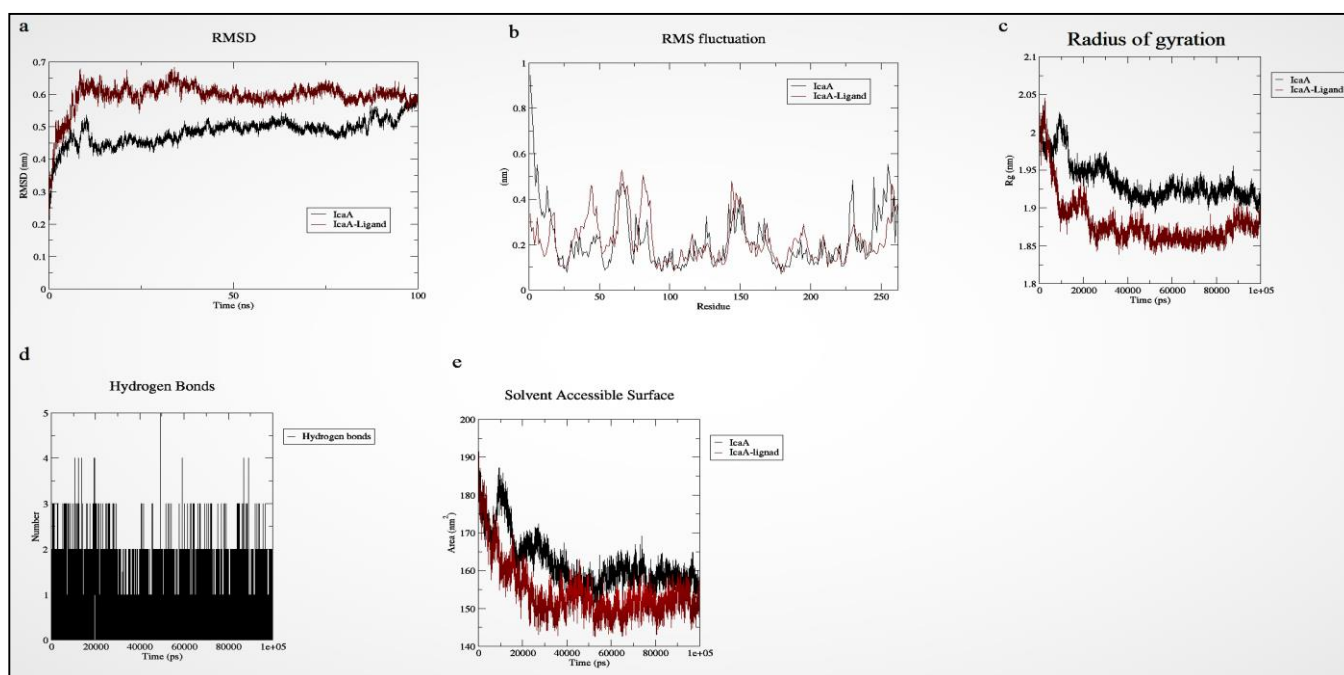 a
RMSD
0.7
0.6
0.5
0.4
0.3
0.2
0.1
0
RMSD (nm)
IcaA
IcaA-Ligand
0
50
100
Time (ns)
b
RMS fluctuation
1
0.8
0.6
0.4
0.2
0
(nm)
IcaA
IcaA-Ligand
0
50
100
150
200
250
Residue
c
Radius of gyration
2.1
2.05
2
1.95
1.9
1.85
1.8
Rg (nm)
IcaA
IcaA-Ligand
0
20000
40000
60000
80000
1e+05
Time (ps)
d
Hydrogen Bonds
5
4
3
2
1
0
Number
Hydrogen bonds
0
20000
40000
60000
80000
1e+05
Time (ps)
e
Solvent Accessible Surface
200
190
180
170
160
150
140
Area (nm²)
IcaA
IcaA-lignad
0
20000
40000
60000
80000
1e+05
Time (ps)